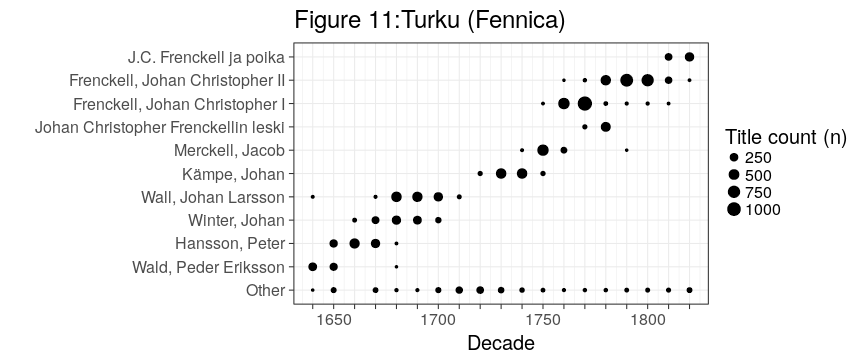 Figure 11:Turku (Fennica)
J.C. Frenckell ja poika
Frenckell, Johan Christopher II
Frenckell, Johan Christopher I
Johan Christopher Frenckellin leski
Merckell, Jacob
Kämpe, Johan
Wall, Johan Larsson
Winter, Johan
Hansson, Peter
Wald, Peder Eriksson
Other
1650 1700 1750 1800
Decade
Title count (n)
250
500
750
1000